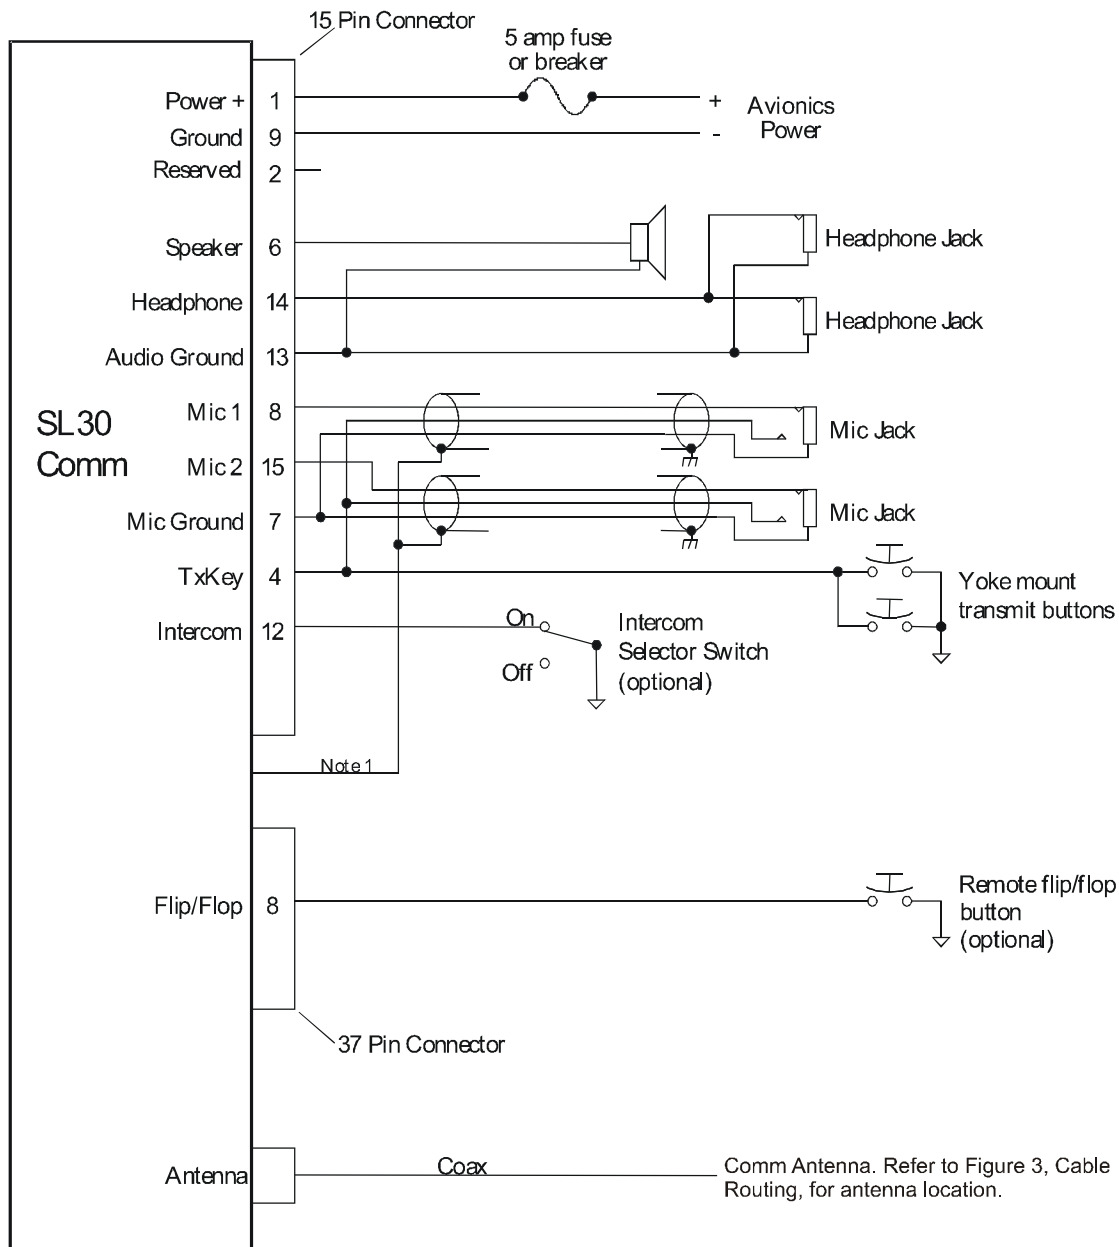 15 Pin Connector
5 amp fuse
or breaker
Power + 1
+ Avionics
Power
Ground 9
-
Reserved 2
Speaker 6
Headphone Jack
Headphone 14
Headphone Jack
Audio Ground 13
SL30
Comm
Mic 1 8
Mic Jack
Mic 2 15
Mic Ground 7
Mic Jack
TxKey 4
Yoke mount
transmit buttons
Intercom 12
On
Off
Intercom
Selector Switch
(optional)
Note 1
Flip/Flop 8
Remote flip/flop
button
(optional)
37 Pin Connector
Antenna
Coax
Comm Antenna. Refer to Figure 3, Cable
Routing, for antenna location.